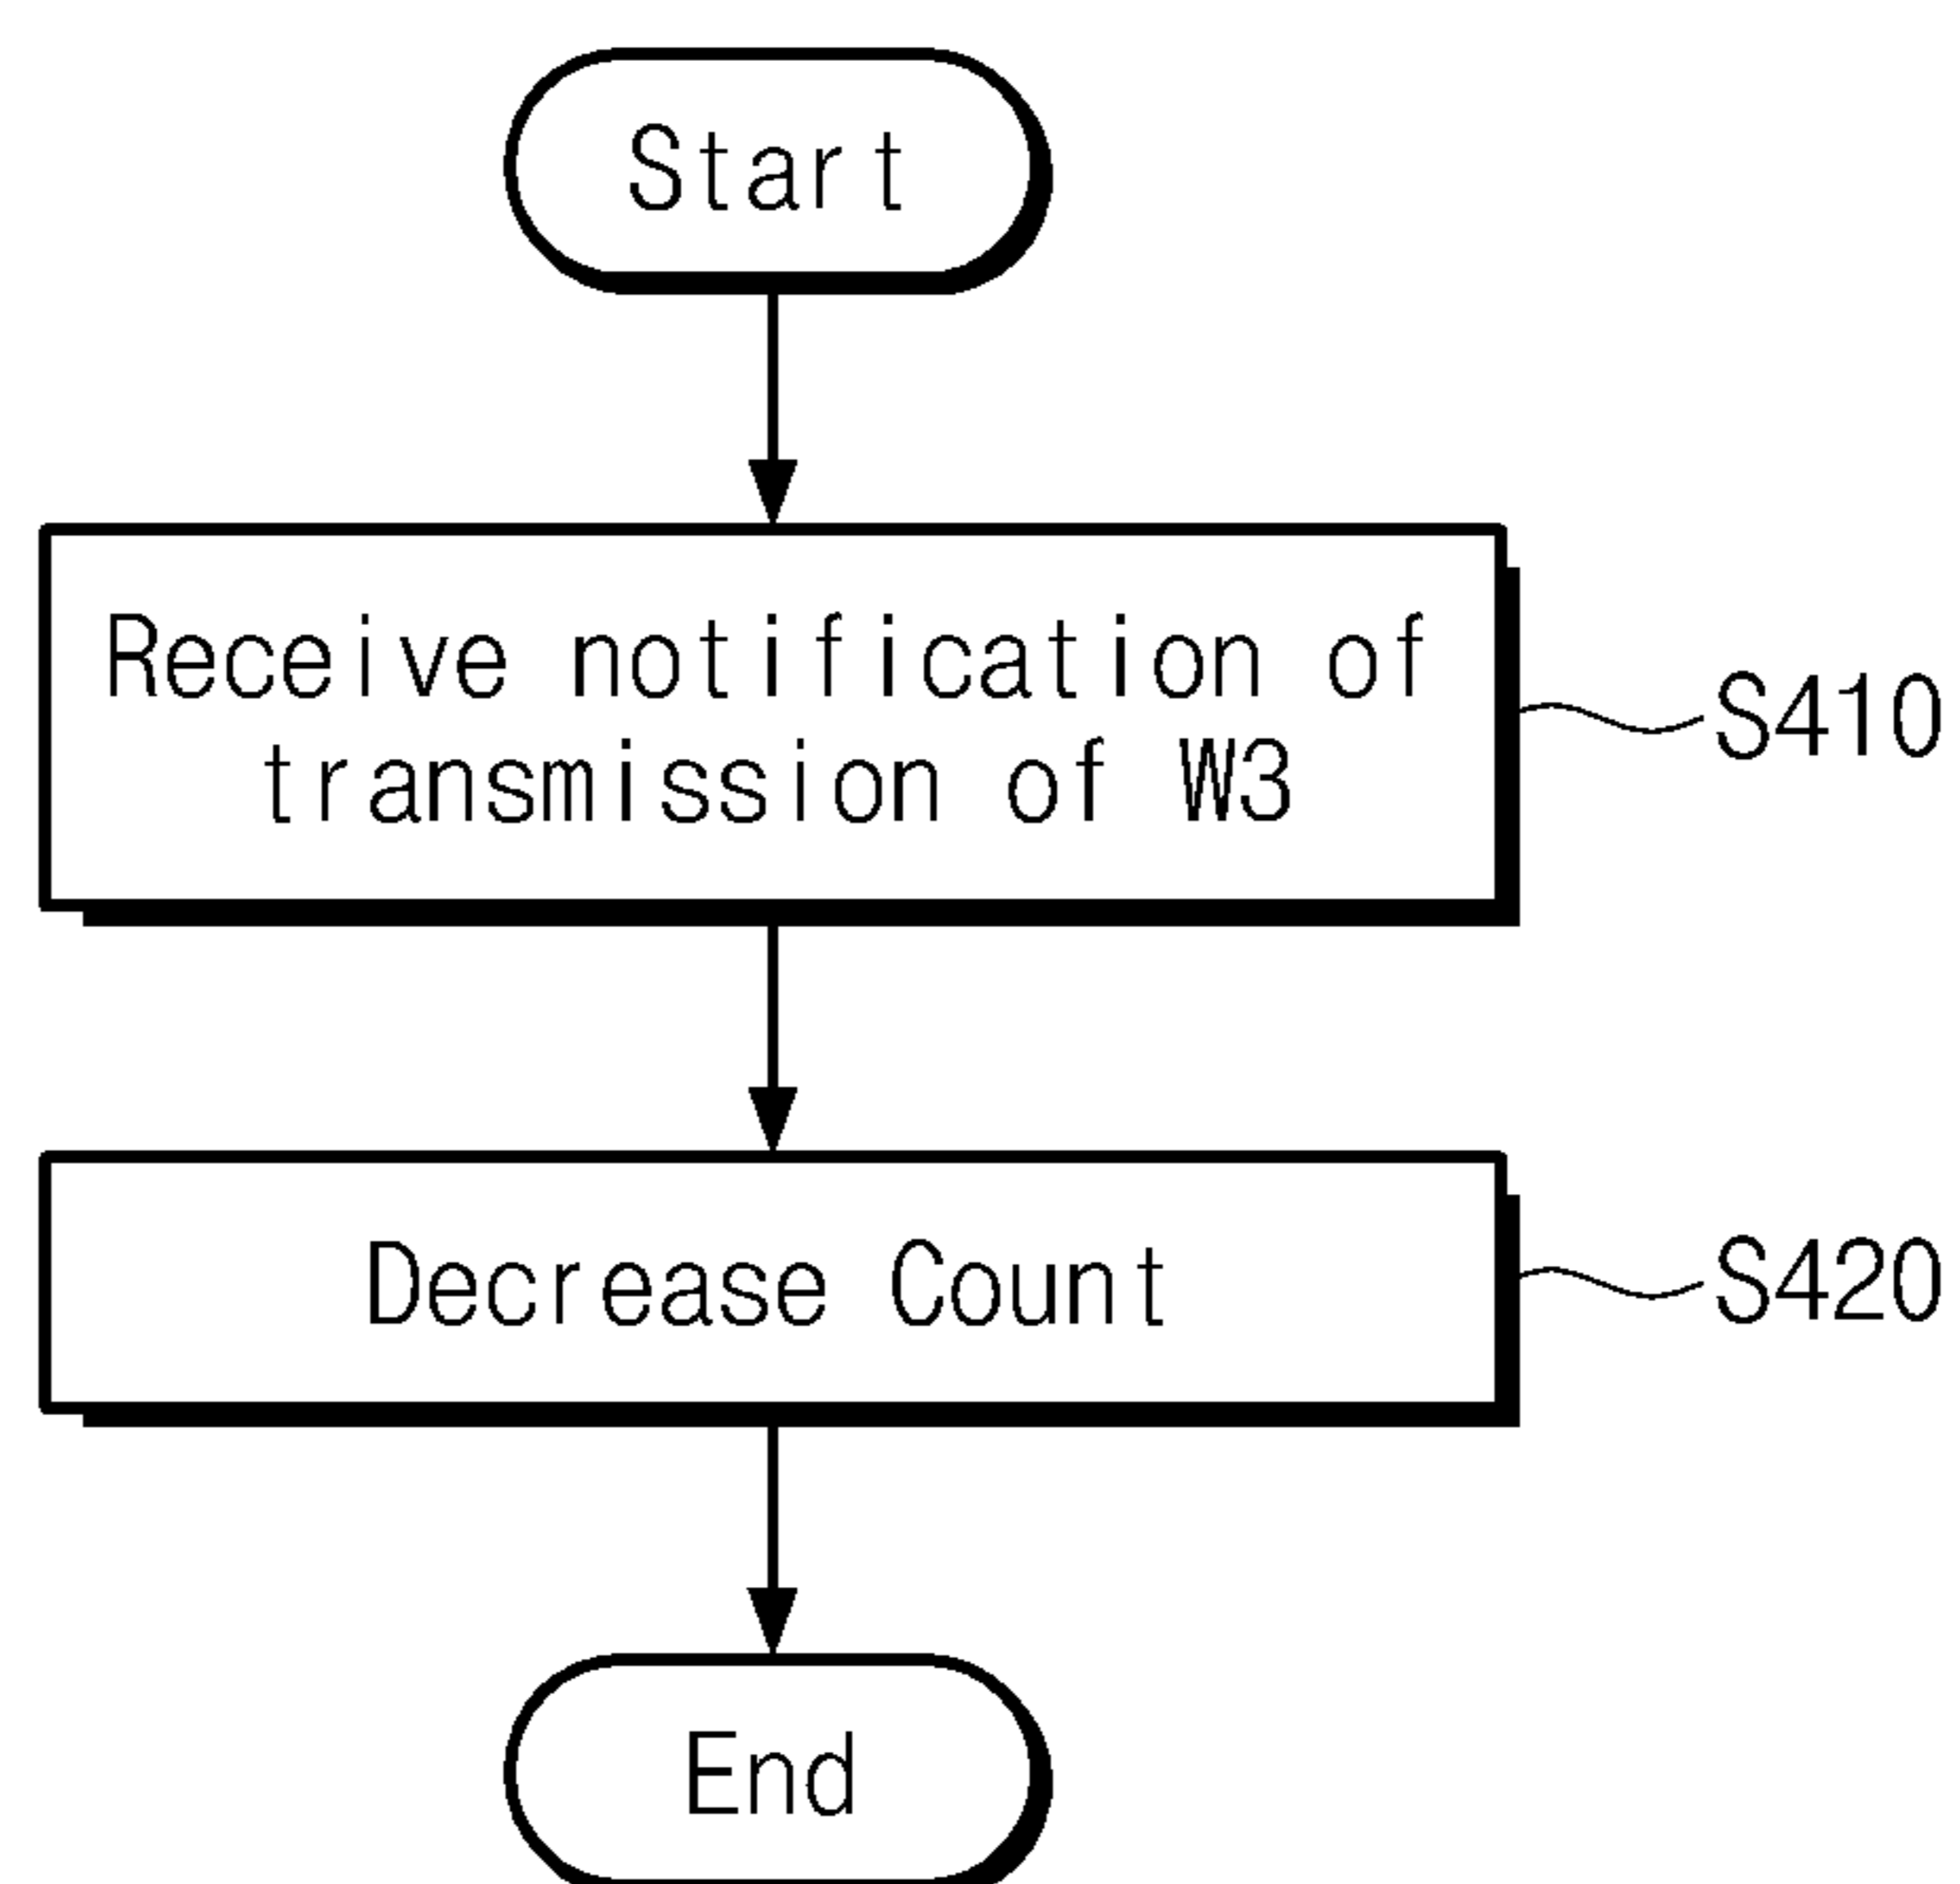 Start
Receive notification of
transmission of W3
S410
Decrease Count
S420
End